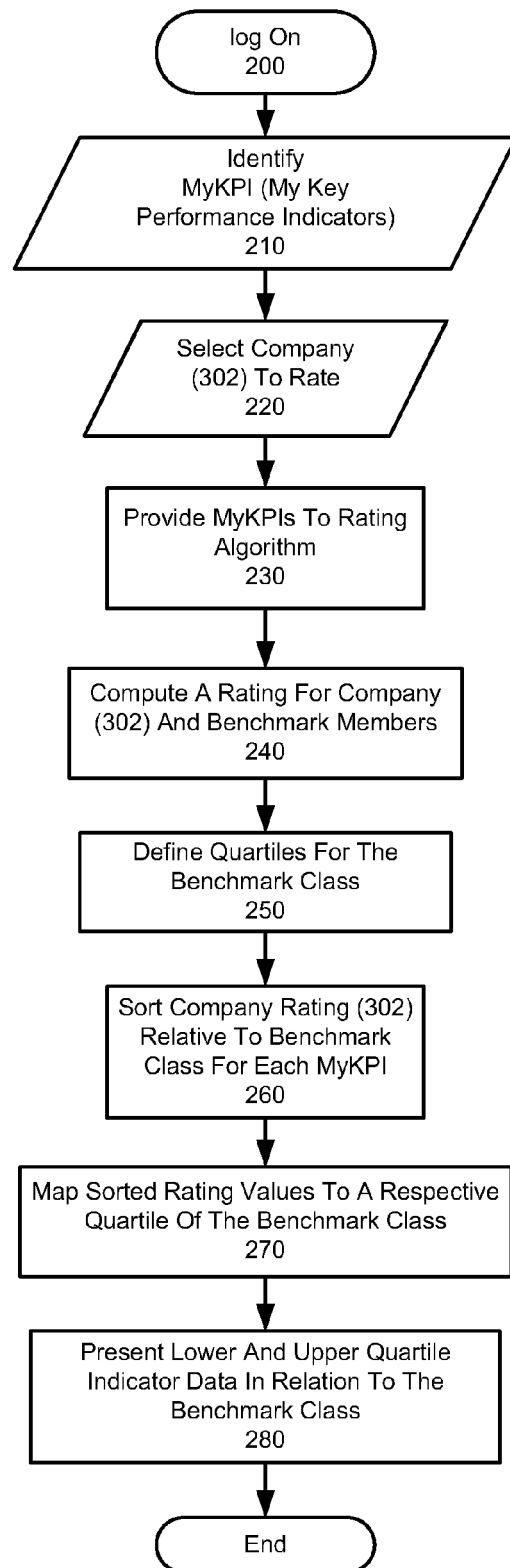 log On
200
Identify
MyKPI (My Key
Performance Indicators)
210
Select Company
(302) To Rate
220
Provide MyKPIs To Rating
Algorithm
230
Compute A Rating For Company
(302) And Benchmark Members
240
Define Quartiles For The
Benchmark Class
250
Sort Company Rating (302)
Relative To Benchmark
Class For Each MyKPI
260
Map Sorted Rating Values To A Respective
Quartile Of The Benchmark Class
270
Present Lower And Upper Quartile
Indicator Data In Relation To The
Benchmark Class
280
End